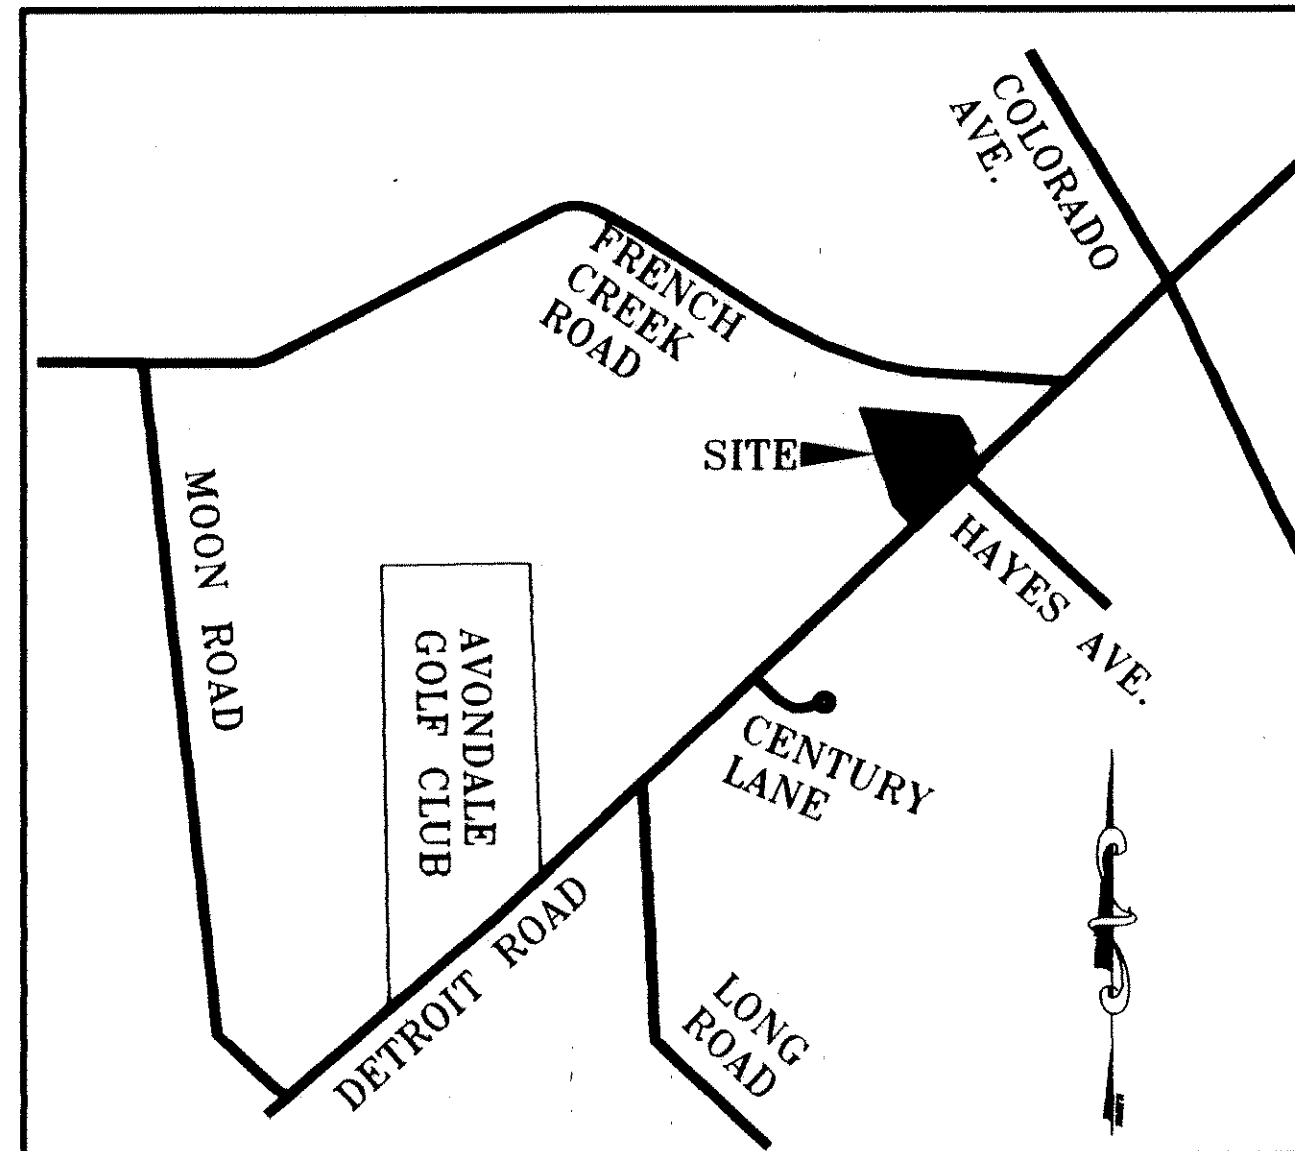 COLORADO
AVE.
FRENCH
CREEK
ROAD
SITE
HAYES AVE.
MOON ROAD
AVONDALE
GOLF CLUB
CENTURY
LANE
DETROIT ROAD
LONG
ROAD